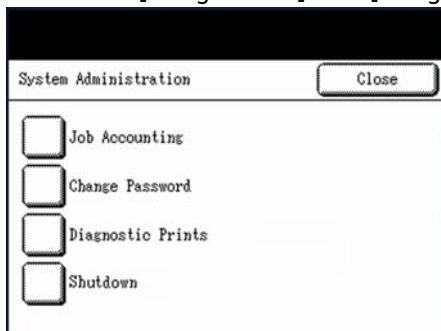 System Administration
Close
Job Accounting
Change Password
Diagnostic Prints
Shutdown